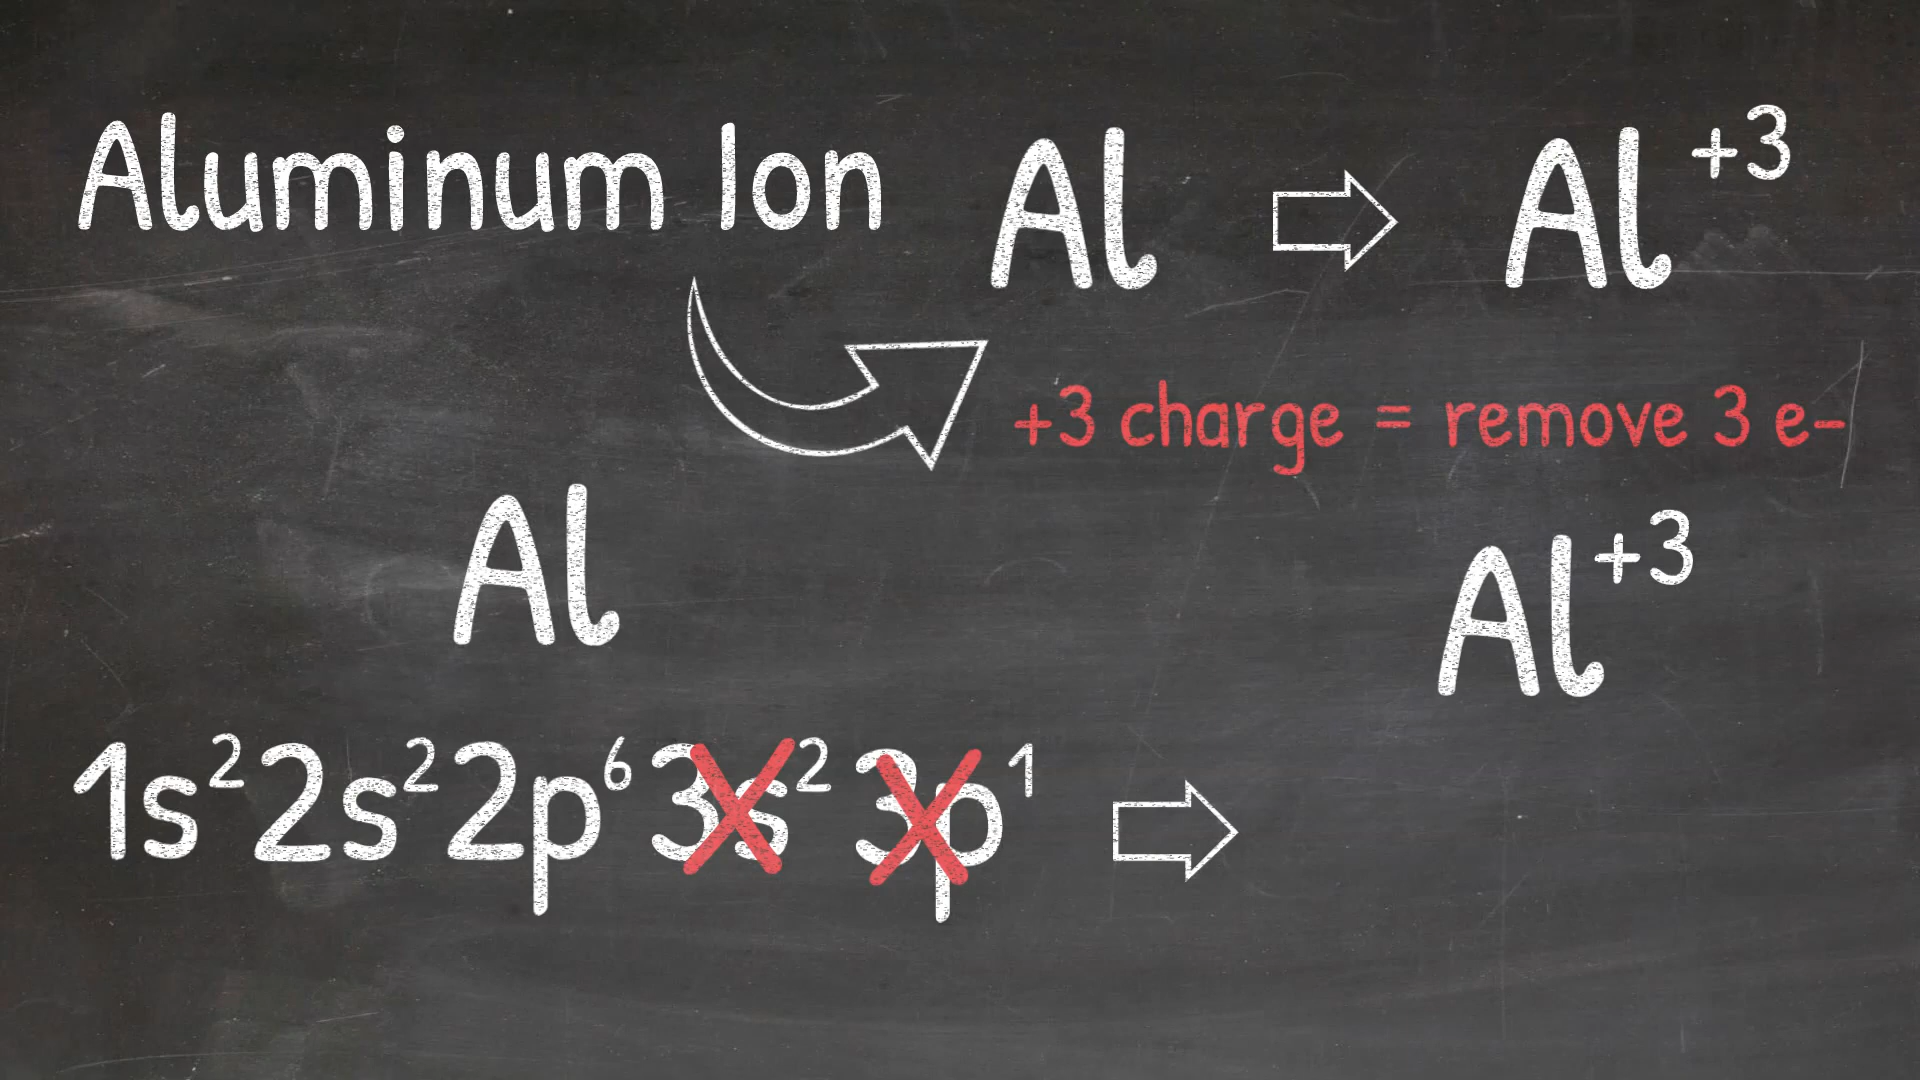 Aluminum Ion Al Al +3
+3 charge = remove 3 e-
Al Al+3
1s²2s²2p⁶3s²3p¹